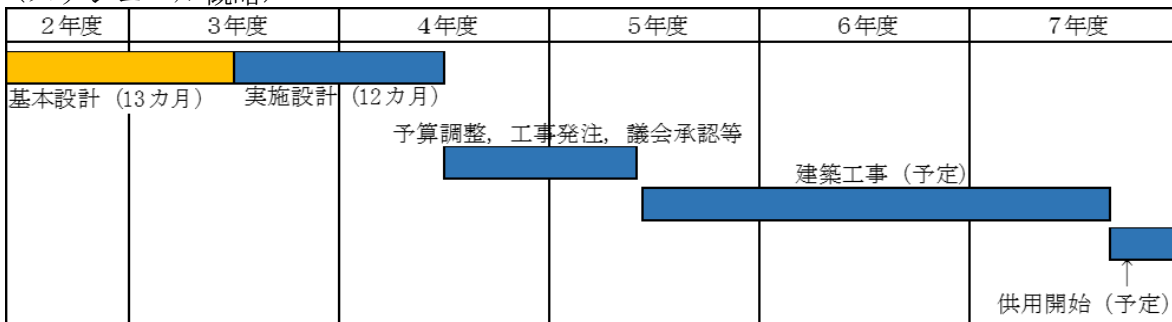 ２年度 ３年度 ４年度 ５年度 ６年度 ７年度
基本設計 (13カ月) 実施設計 (12カ月)
予算調整，工事発注，議会承認等
建築工事（予定）
供用開始（予定）